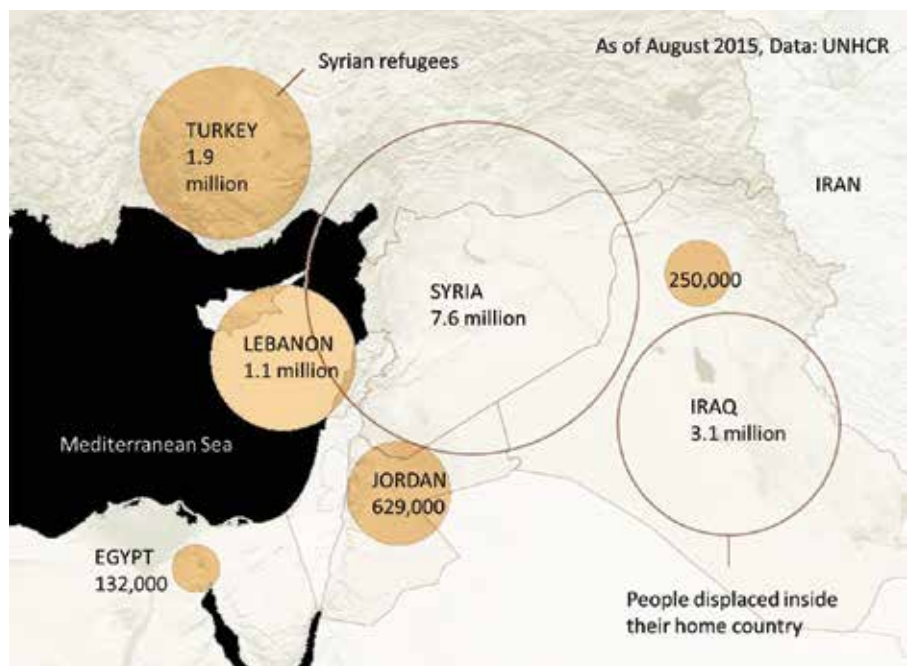 As of August 2015, Data: UNHCR
Syrian refugees
TURKEY
1.9
million
IRAN
250,000
SYRIA
7.6 million
LEBANON
1.1 million
IRAQ
3.1 million
Mediterranean Sea
JORDAN
629,000
EGYPT
132,000
People displaced inside
their home country